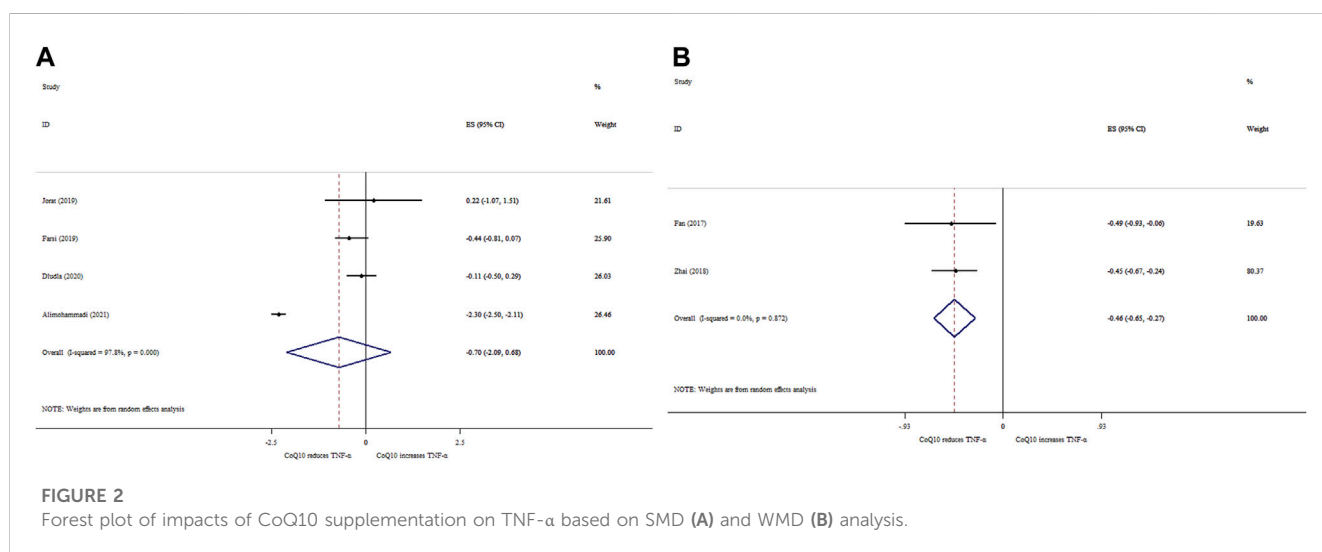 A
Study %
ID ES (95% CI) Weight
Jorat (2019) 0.22 (-1.07, 1.51) 21.61
Farsi (2019) -0.44 (-0.81, 0.07) 25.90
Dludla (2020) -0.11 (-0.50, 0.29) 26.03
Alimohammadi (2021) -2.30 (-2.50, -2.11) 26.46
Overall (I-squared = 97.8%, p = 0.000) -0.70 (-2.09, 0.68) 100.00
NOTE: Weights are from random effects analysis
-2.5 0 2.5
CoQ10 reduces TNF-α CoQ10 increases TNF-α
B
Study %
ID ES (95% CI) Weight
Fan (2017) -0.49 (-0.93, -0.06) 19.63
Zhai (2018) -0.45 (-0.67, -0.24) 80.37
Overall (I-squared = 0.0%, p = 0.872) -0.46 (-0.65, -0.27) 100.00
NOTE: Weights are from random effects analysis
-.93 0 .93
CoQ10 reduces TNF-α CoQ10 increases TNF-α
FIGURE 2
Forest plot of impacts of CoQ10 supplementation on TNF-α based on SMD (A) and WMD (B) analysis.